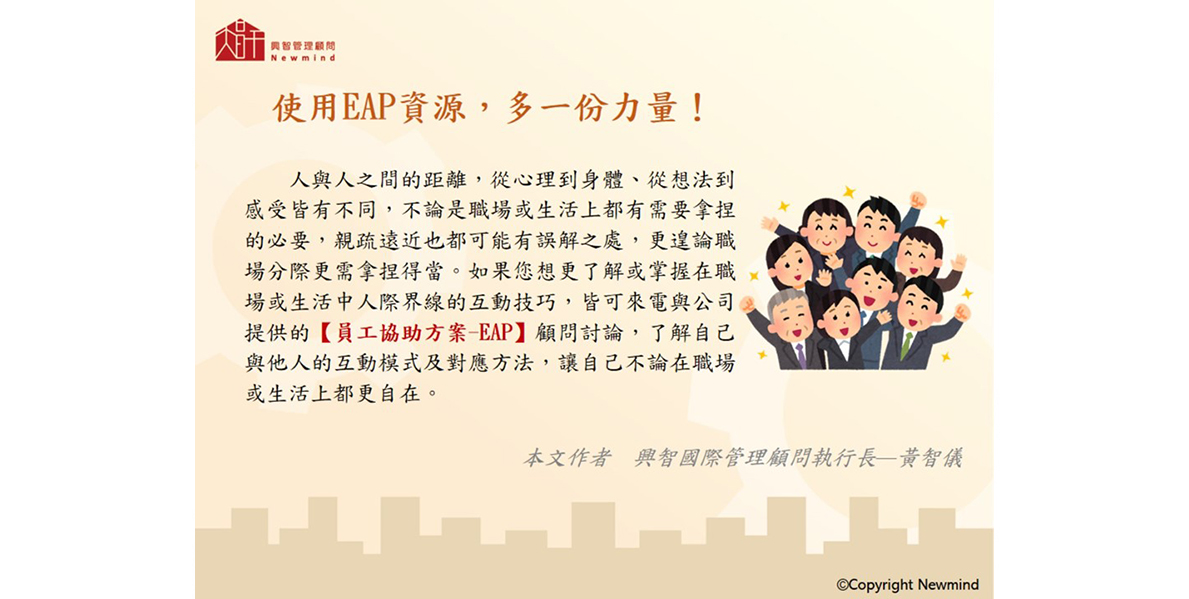 興智管理顧問
Newmind
使用EAP資源，多一份力量！
人與人之間的距離，從心理到身體、從想法到
感受皆有不同，不論是職場或生活上都有需要拿捏
的必要，親疏遠近也都可能有誤解之處，更遑論職
場分際更需拿捏得當。如果您想更了解或掌握在職
場或生活中人際界線的互動技巧，皆可來電與公司
提供的【員工協助方案-EAP】顧問討論，了解自己
與他人的互動模式及對應方法，讓自己不論在職場
或生活上都更自在。
本文作者　興智國際管理顧問執行長—黃智儀
©Copyright Newmind